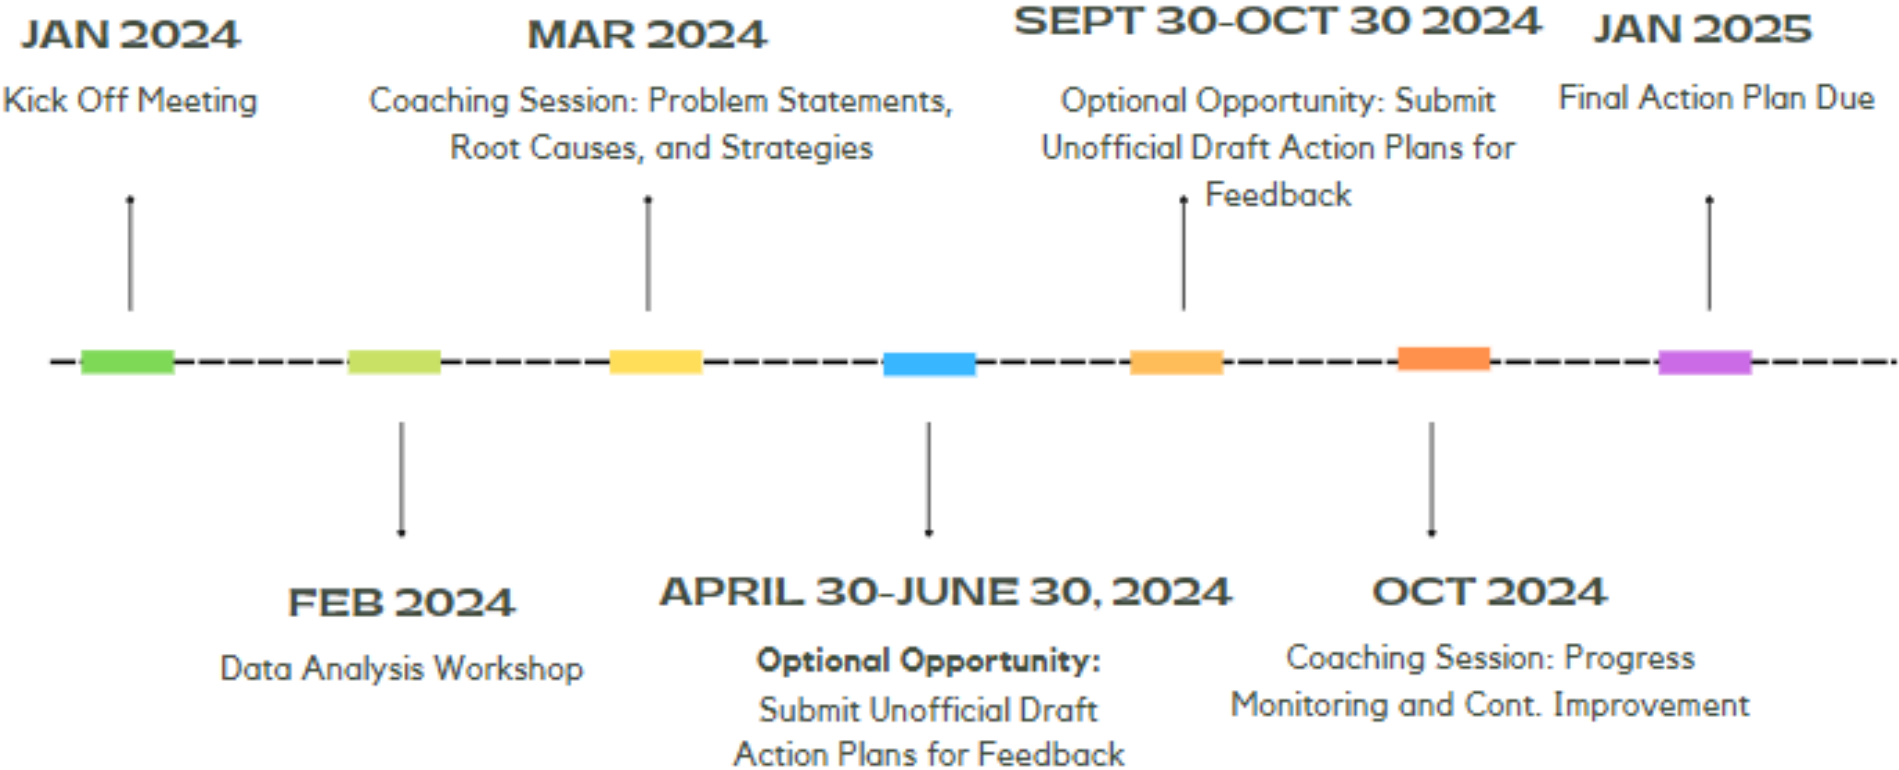 JAN 2024
Kick Off Meeting
MAR 2024
Coaching Session: Problem Statements,
Root Causes, and Strategies
SEPT 30-OCT 30 2024
Optional Opportunity: Submit
Unofficial Draft Action Plans for
Feedback
JAN 2025
Final Action Plan Due
FEB 2024
Data Analysis Workshop
APRIL 30-JUNE 30, 2024
Optional Opportunity:
Submit Unofficial Draft
Action Plans for Feedback
OCT 2024
Coaching Session: Progress
Monitoring and Cont. Improvement